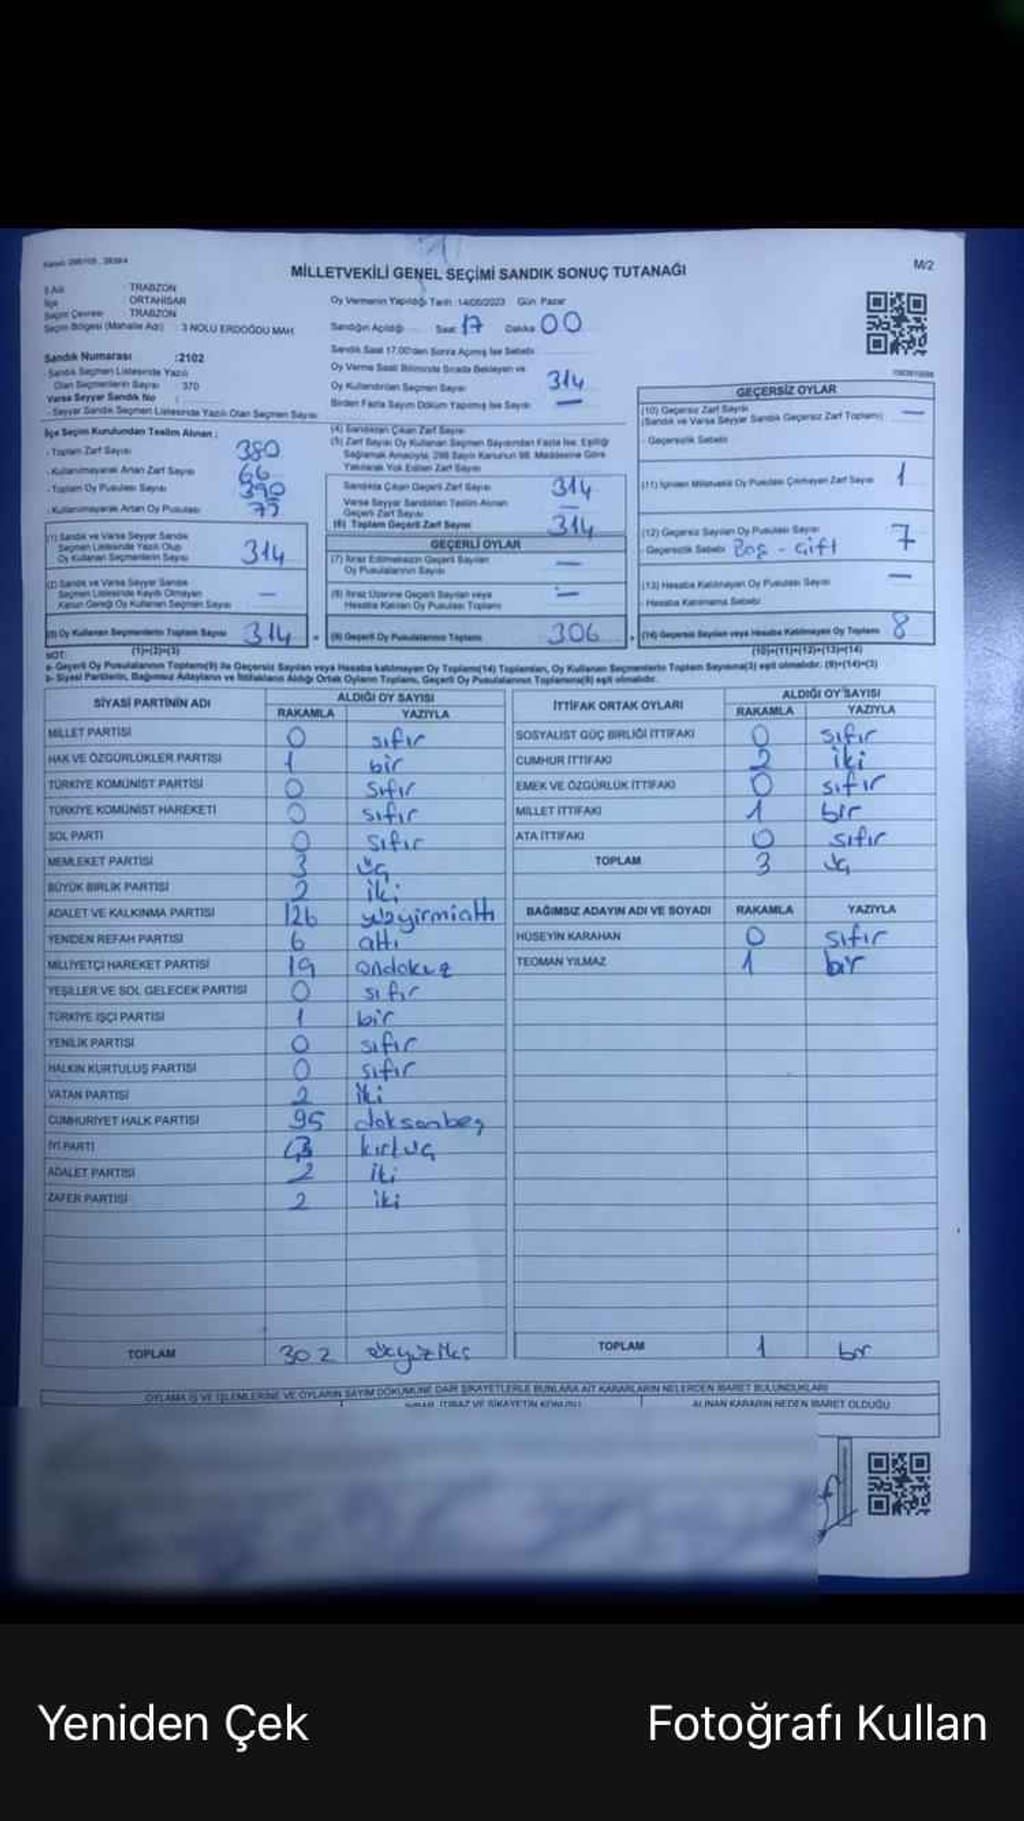 MİLLETVEKİLİ GENEL SEÇİMİ SANDIK SONUÇ TUTANAĞI
M/2
TRABZON
İlçe ORTAHİSAR
Seçim Çevresi TRABZON
Seçim Bölgesi (Mahalle Adı) : 3 NOLU ERDOĞDU MAH.
Oy Vermenin Yapıldığı Tarih: 14/05/2023 Gün: Pazar
Sandığın Açıldığı Saat: 17 Dakika: 00
Sandık Saat 17:00'den Sonra Açılmış İse Sebebi
Oy Verme Saati Bitiminde Sırada Bekleyen ve
Oy Kullandırılan Seçmen Sayısı 314
Birden Fazla Sayım Döküm Yapılmış İse Sayısı —
Sandık Numarası :2102
- Sandık Seçmen Listesinde Yazılı
Olan Seçmenlerin Sayısı 370
Varsa Seyyar Sandık No :
- Seyyar Sandık Seçmen Listesinde Yazılı Olan Seçmen Sayısı
İlçe Seçim Kurulundan Teslim Alınan ;
- Toplam Zarf Sayısı 380
- Kullanılmayarak Artan Zarf Sayısı 66
- Toplam Oy Pusulası Sayısı 390
- Kullanılmayarak Artan Oy Pusulası
(1) Sandık ve Varsa Seyyar Sandık
Seçmen Listesinde Yazılı Olup
Oy Kullanan Seçmenlerin Sayısı 314
(2) Sandık ve Varsa Seyyar Sandık
Seçmen Listesinde Kayıtlı Olmayan
Kanun Gereği Oy Kullanan Seçmen Sayısı —
(3) Oy Kullanan Seçmenlerin Toplam Sayısı 314
(1)+(2)=(3)
(4) Sandıktan Çıkan Zarf Sayısı
(5) Zarf Sayısı Oy Kullanan Seçmen Sayısından Fazla İse, Eşitliği
Sağlamak Amacıyla, 298 Sayılı Kanunun 98. Maddesine Göre
Yakılarak Yok Edilen Zarf Sayısı
Sandıkta Çıkan Geçerli Zarf Sayısı 314
Varsa Seyyar Sandıktan Teslim Alınan
Geçerli Zarf Sayısı —
(6) Toplam Geçerli Zarf Sayısı 314
GEÇERLİ OYLAR
(7) İtiraz Edilmeksizin Geçerli Sayılan
Oy Pusulalarının Sayısı —
(8) İtiraz Üzerine Geçerli Sayılan veya
Hesaba Katılan Oy Pusulası Toplamı —
(9) Geçerli Oy Pusulalarının Toplamı 306
GEÇERSİZ OYLAR
(10) Geçersiz Zarf Sayısı
(Sandık ve Varsa Seyyar Sandık Geçersiz Zarf Toplamı) —
- Geçersizlik Sebebi
(11) İçinden Milletvekili Oy Pusulası Çıkmayan Zarf Sayısı 1
(12) Geçersiz Sayılan Oy Pusulası Sayısı 7
- Geçersizlik Sebebi Boş - Çift
(13) Hesaba Katılmayan Oy Pusulası Sayısı —
- Hesaba Katılmama Sebebi
(14) Geçersiz Sayılan veya Hesaba Katılmayan Oy Toplamı 8
(10)+(11)+(12)+(13)=(14)
NOT:
a- Geçerli Oy Pusulalarının Toplamı(9) ile Geçersiz Sayılan veya Hesaba katılmayan Oy Toplamı(14) Toplamları, Oy Kullanan Seçmenlerin Toplam Sayısına(3) eşit olmalıdır. (9)+(14)=(3)
b- Siyasi Partilerin, Bağımsız Adayların ve İttifakların Aldığı Ortak Oyların Toplamı, Geçerli Oy Pusulalarının Toplamına(9) eşit olmalıdır.
SİYASİ PARTİNİN ADI ALDIĞI OY SAYISI
RAKAMLA YAZIYLA
MİLLET PARTİSİ 0 sıfır
HAK VE ÖZGÜRLÜKLER PARTİSİ 1 bir
TÜRKİYE KOMÜNİST PARTİSİ 0 sıfır
TÜRKİYE KOMÜNİST HAREKETİ 0 sıfır
SOL PARTİ 0 sıfır
MEMLEKET PARTİSİ 3 üç
BÜYÜK BİRLİK PARTİSİ 2 iki
ADALET VE KALKINMA PARTİSİ 126 yüzyirmialtı
YENİDEN REFAH PARTİSİ 6 altı
MİLLİYETÇİ HAREKET PARTİSİ 19 ondokuz
YEŞİLLER VE SOL GELECEK PARTİSİ 0 sıfır
TÜRKİYE İŞÇİ PARTİSİ 1 bir
YENİLİK PARTİSİ 0 sıfır
HALKIN KURTULUŞ PARTİSİ 0 sıfır
VATAN PARTİSİ 2 iki
CUMHURİYET HALK PARTİSİ 95 doksanbeş
İYİ PARTİ 43 kırküç
ADALET PARTİSİ 2 iki
ZAFER PARTİSİ 2 iki
TOPLAM 302
İTTİFAK ORTAK OYLARI ALDIĞI OY SAYISI
RAKAMLA YAZIYLA
SOSYALİST GÜÇ BİRLİĞİ İTTİFAKI 0 sıfır
CUMHUR İTTİFAKI 2 iki
EMEK VE ÖZGÜRLÜK İTTİFAKI 0 sıfır
MİLLET İTTİFAKI 1 bir
ATA İTTİFAKI 0 sıfır
TOPLAM 3 üç
BAĞIMSIZ ADAYIN ADI VE SOYADI RAKAMLA YAZIYLA
HÜSEYİN KARAHAN 0 sıfır
TEOMAN YILMAZ 1 bir
TOPLAM 1 bir
OYLAMA İŞ VE İŞLEMLERİNE VE OYLARIN SAYIM DÖKÜMÜNE DAİR ŞİKAYETLERLE BUNLARA AİT KARARLARIN NELERDEN İBARET BULUNDUKLARI
İTİRAZ VE ŞİKAYETİN KONUSU ALINAN KARARIN NEDEN İBARET OLDUĞU
Yeniden Çek Fotoğrafı Kullan